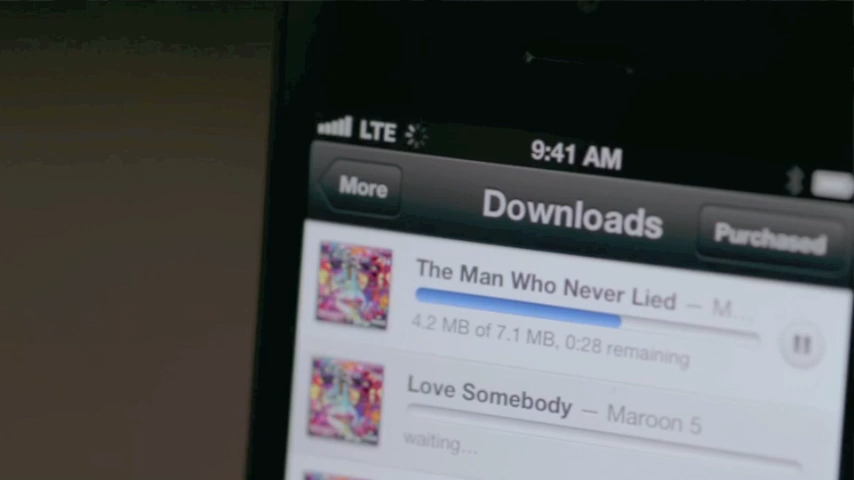 LTE
9:41 AM
More
Downloads
Purchased
The Man Who Never Lied — M...
4.2 MB of 7.1 MB, 0:28 remaining
Love Somebody — Maroon 5
waiting...